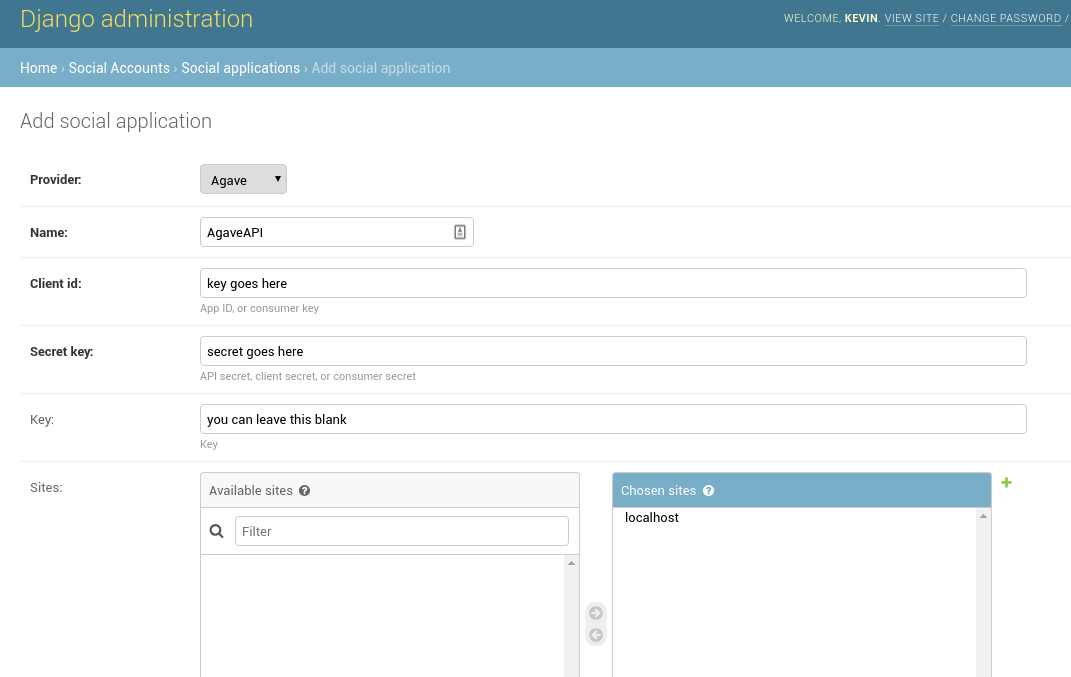 Django administration
WELCOME, KEVIN. VIEW SITE / CHANGE PASSWORD /
Home › Social Accounts › Social applications › Add social application
Add social application
Provider:
Agave
Name:
AgaveAPI
Client id:
key goes here
App ID, or consumer key
Secret key:
secret goes here
API secret, client secret, or consumer secret
Key:
you can leave this blank
Key
Sites:
Available sites ?
Filter
Chosen sites ?
localhost